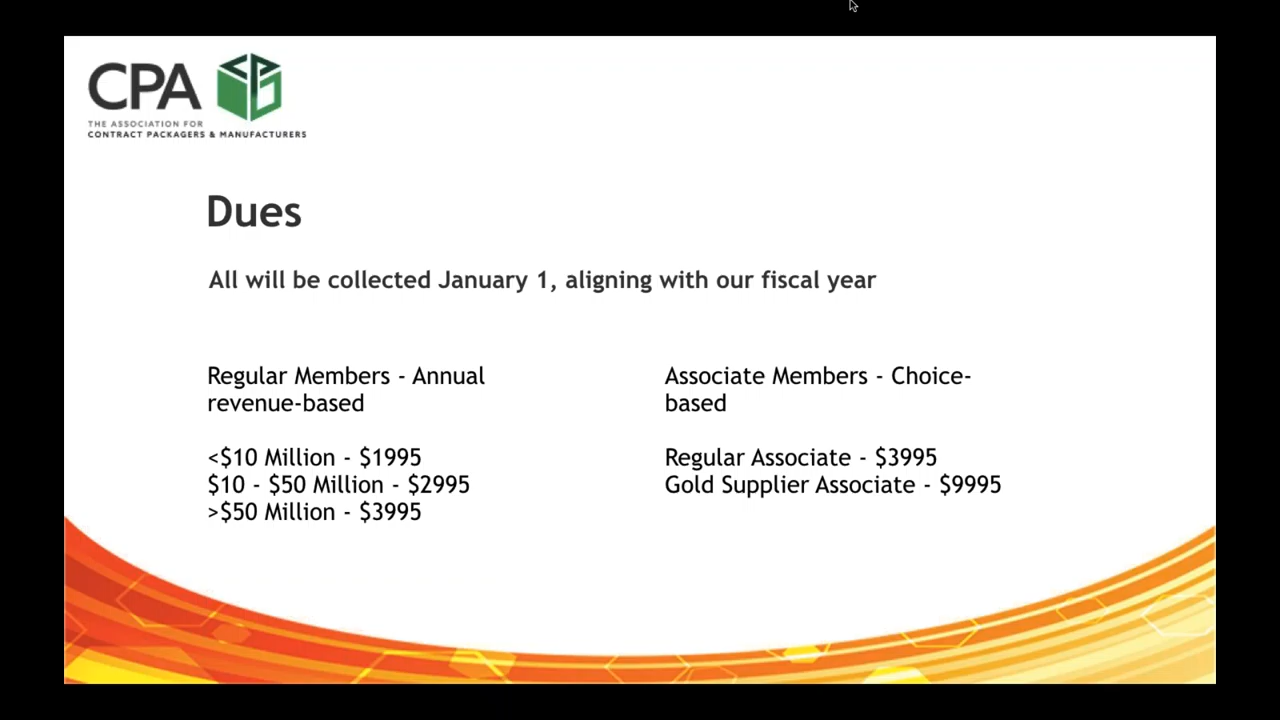 CPA
THE ASSOCIATION FOR
CONTRACT PACKAGERS & MANUFACTURERS
Dues
All will be collected January 1, aligning with our fiscal year
Regular Members - Annual
revenue-based
<$10 Million - $1995
$10 - $50 Million - $2995
>$50 Million - $3995
Associate Members - Choice-
based
Regular Associate - $3995
Gold Supplier Associate - $9995